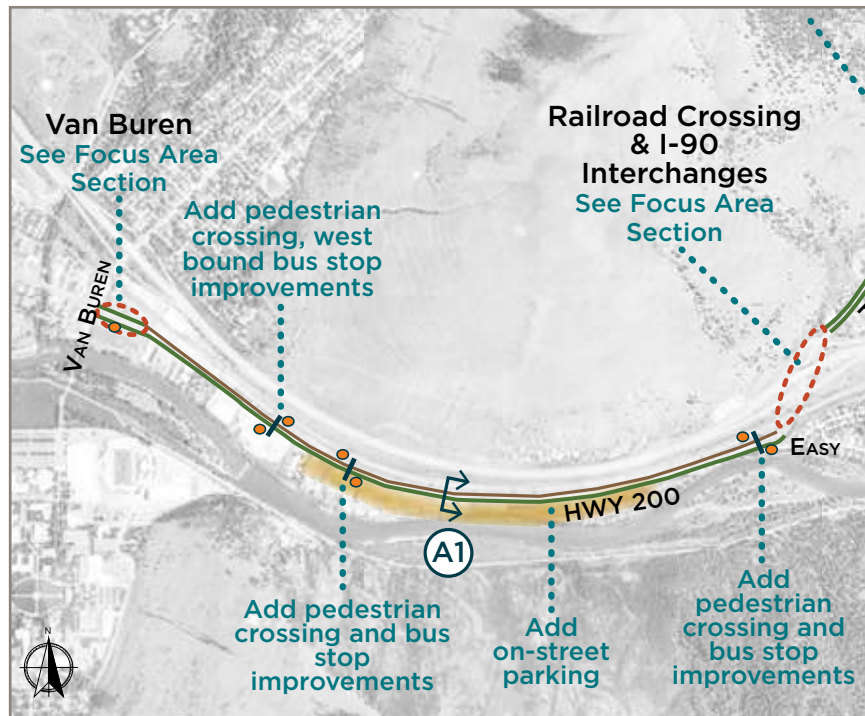 Van Buren
See Focus Area
Section
Railroad Crossing
& I-90
Interchanges
See Focus Area
Section
Add pedestrian
crossing, west
bound bus stop
improvements
VAN BUREN
EASY
HWY 200
A1
Add pedestrian
crossing and bus
stop
improvements
Add
on-street
parking
Add
pedestrian
crossing and
bus stop
improvements
N